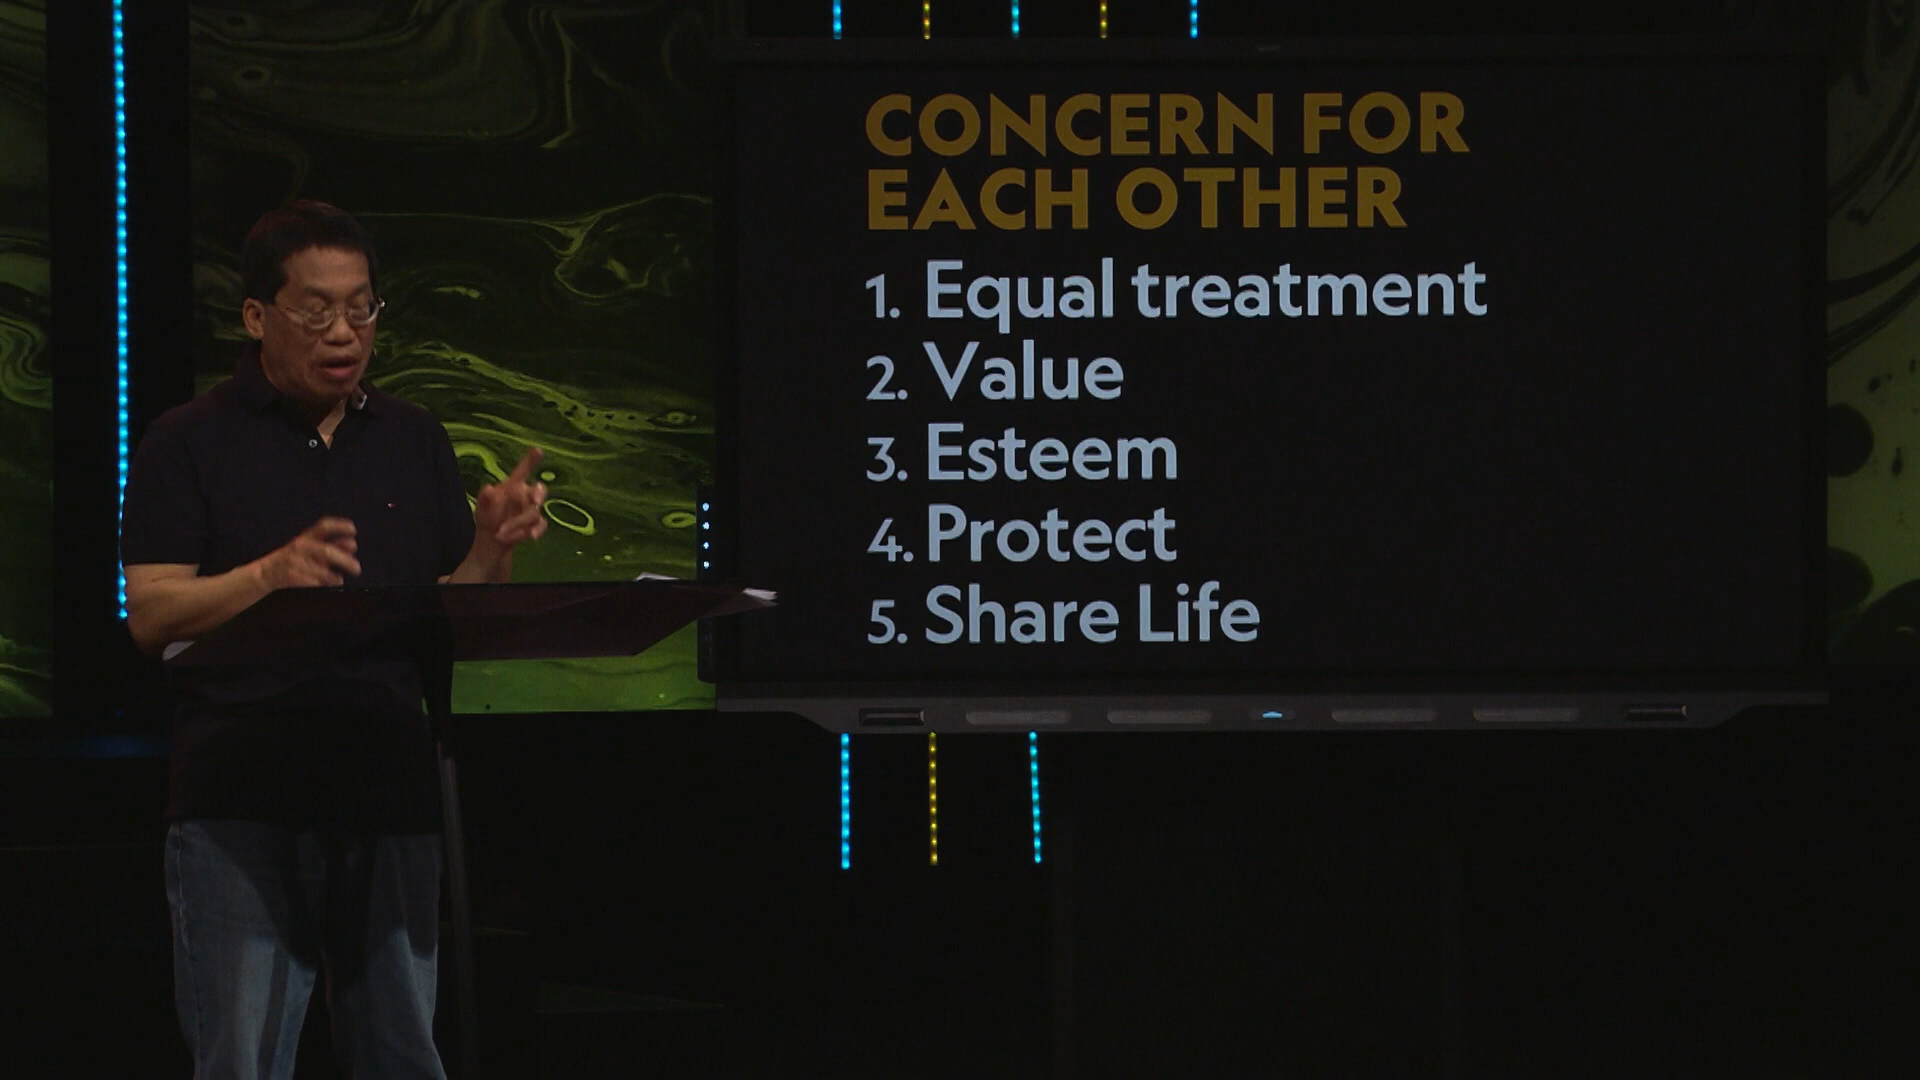 CONCERN FOR
EACH OTHER
1. Equal treatment
2. Value
3. Esteem
4. Protect
5. Share Life